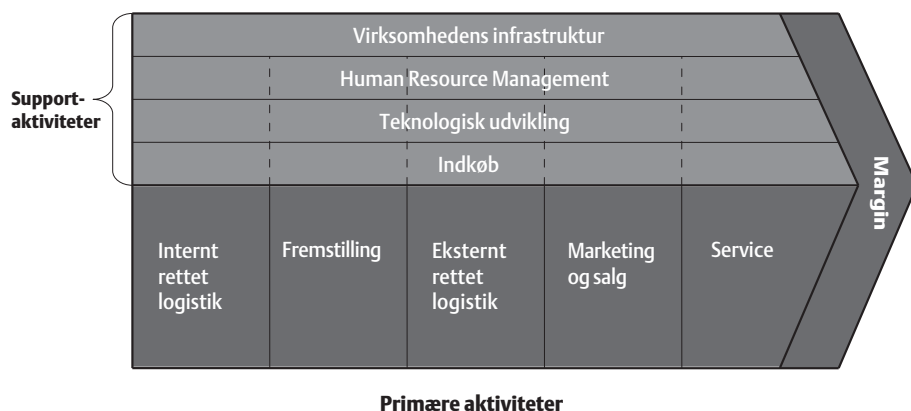 Virksomhedens infrastruktur
Human Resource Management
Support-
aktiviteter
Teknologisk udvikling
Indkøb
Margin
Internt
rettet
logistik
Fremstilling
Eksternt
rettet
logistik
Marketing
og salg
Service
Primære aktiviteter